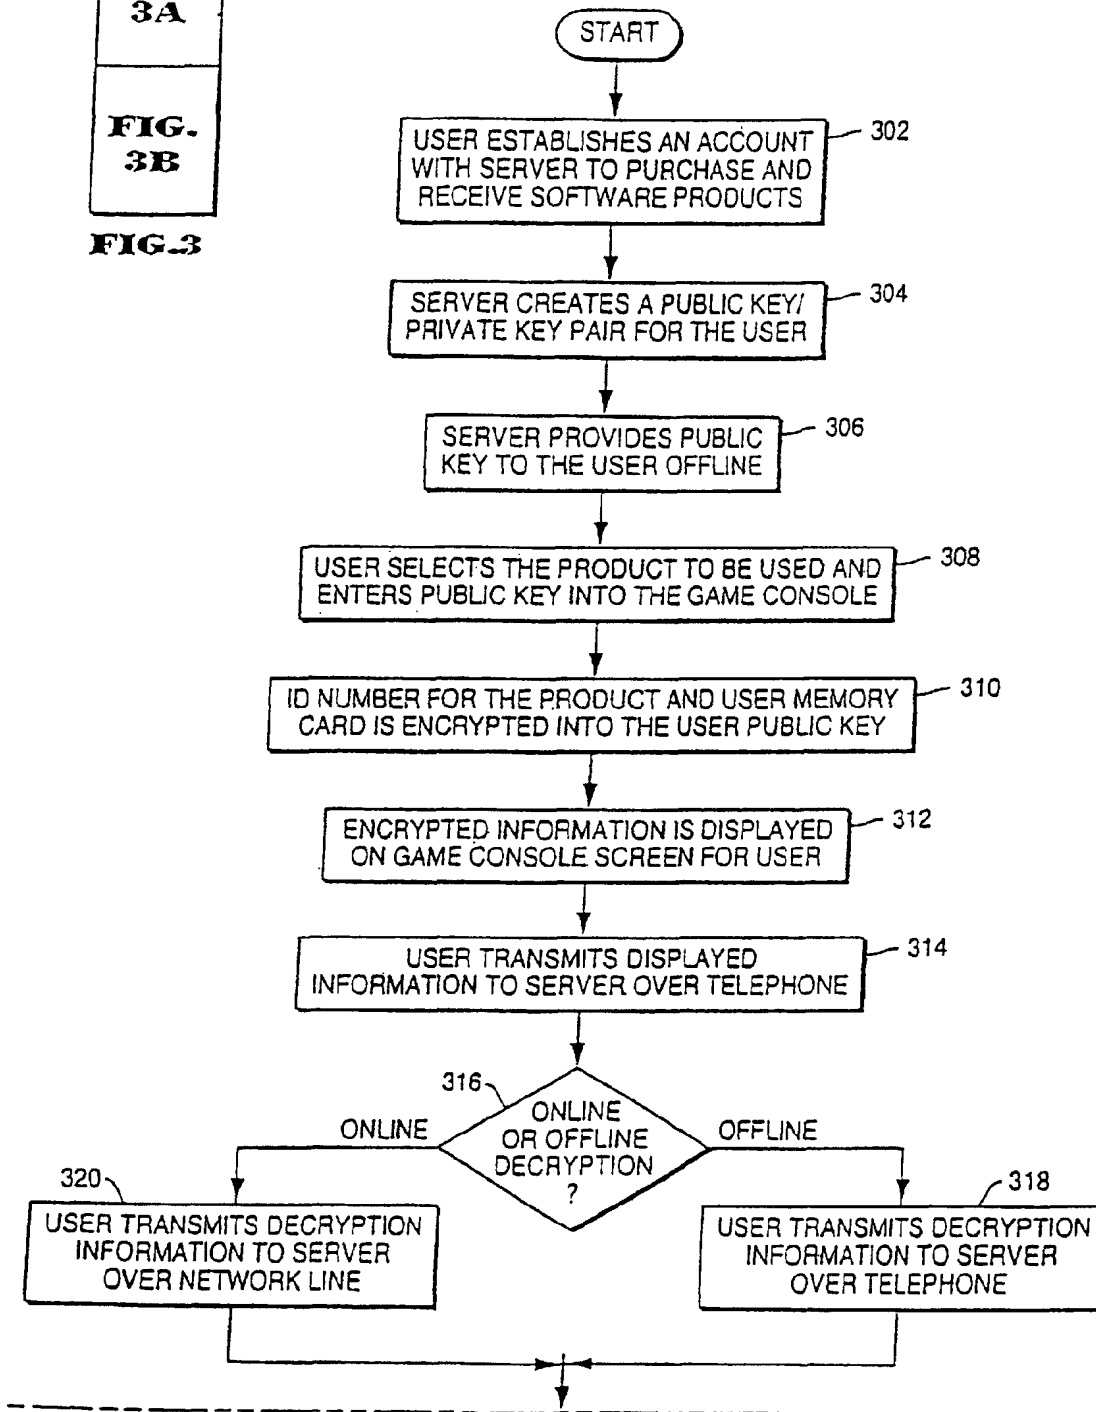 3A
FIG.
3B
FIG.3
START
302
USER ESTABLISHES AN ACCOUNT
WITH SERVER TO PURCHASE AND
RECEIVE SOFTWARE PRODUCTS
304
SERVER CREATES A PUBLIC KEY/
PRIVATE KEY PAIR FOR THE USER
306
SERVER PROVIDES PUBLIC
KEY TO THE USER OFFLINE
308
USER SELECTS THE PRODUCT TO BE USED AND
ENTERS PUBLIC KEY INTO THE GAME CONSOLE
310
ID NUMBER FOR THE PRODUCT AND USER MEMORY
CARD IS ENCRYPTED INTO THE USER PUBLIC KEY
312
ENCRYPTED INFORMATION IS DISPLAYED
ON GAME CONSOLE SCREEN FOR USER
314
USER TRANSMITS DISPLAYED
INFORMATION TO SERVER OVER TELEPHONE
316
ONLINE
OR OFFLINE
DECRYPTION
?
ONLINE
OFFLINE
320
USER TRANSMITS DECRYPTION
INFORMATION TO SERVER
OVER NETWORK LINE
318
USER TRANSMITS DECRYPTION
INFORMATION TO SERVER
OVER TELEPHONE